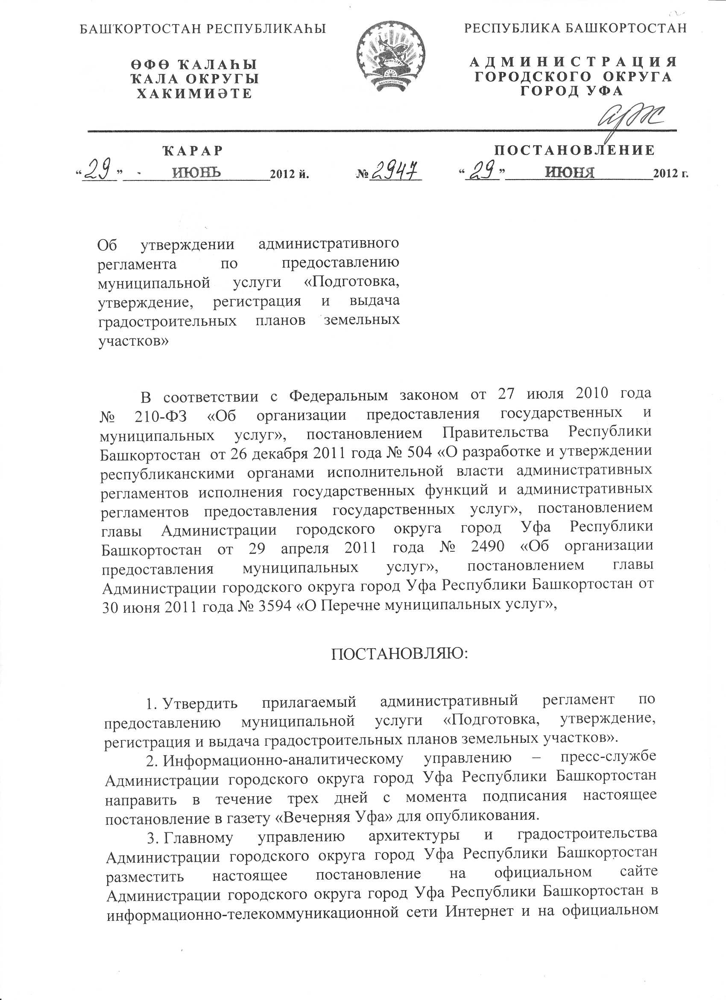 БАШҠОРТОСТАН РЕСПУБЛИКАҺЫ
ӨФӨ ҠАЛАҺЫ
ҠАЛА ОКРУГЫ
ХАКИМИӘТЕ
БАШКОРТОСТАН
РЕСПУБЛИКА БАШКОРТОСТАН
АДМИНИСТРАЦИЯ
ГОРОДСКОГО ОКРУГА
ГОРОД УФА
ҠАРАР
ПОСТАНОВЛЕНИЕ
“29” ИЮНЬ 2012 й. №2947 “29” ИЮНЯ 2012 г.
Об утверждении административного
регламента по предоставлению
муниципальной услуги «Подготовка,
утверждение, регистрация и выдача
градостроительных планов земельных
участков»
В соответствии с Федеральным законом от 27 июля 2010 года
№ 210-ФЗ «Об организации предоставления государственных и
муниципальных услуг», постановлением Правительства Республики
Башкортостан от 26 декабря 2011 года № 504 «О разработке и утверждении
республиканскими органами исполнительной власти административных
регламентов исполнения государственных функций и административных
регламентов предоставления государственных услуг», постановлением
главы Администрации городского округа город Уфа Республики
Башкортостан от 29 апреля 2011 года № 2490 «Об организации
предоставления муниципальных услуг», постановлением главы
Администрации городского округа город Уфа Республики Башкортостан от
30 июня 2011 года № 3594 «О Перечне муниципальных услуг»,
ПОСТАНОВЛЯЮ:
1. Утвердить прилагаемый административный регламент по
предоставлению муниципальной услуги «Подготовка, утверждение,
регистрация и выдача градостроительных планов земельных участков».
2. Информационно-аналитическому управлению – пресс-службе
Администрации городского округа город Уфа Республики Башкортостан
направить в течение трех дней с момента подписания настоящее
постановление в газету «Вечерняя Уфа» для опубликования.
3. Главному управлению архитектуры и градостроительства
Администрации городского округа город Уфа Республики Башкортостан
разместить настоящее постановление на официальном сайте
Администрации городского округа город Уфа Республики Башкортостан в
информационно-телекоммуникационной сети Интернет и на официальном